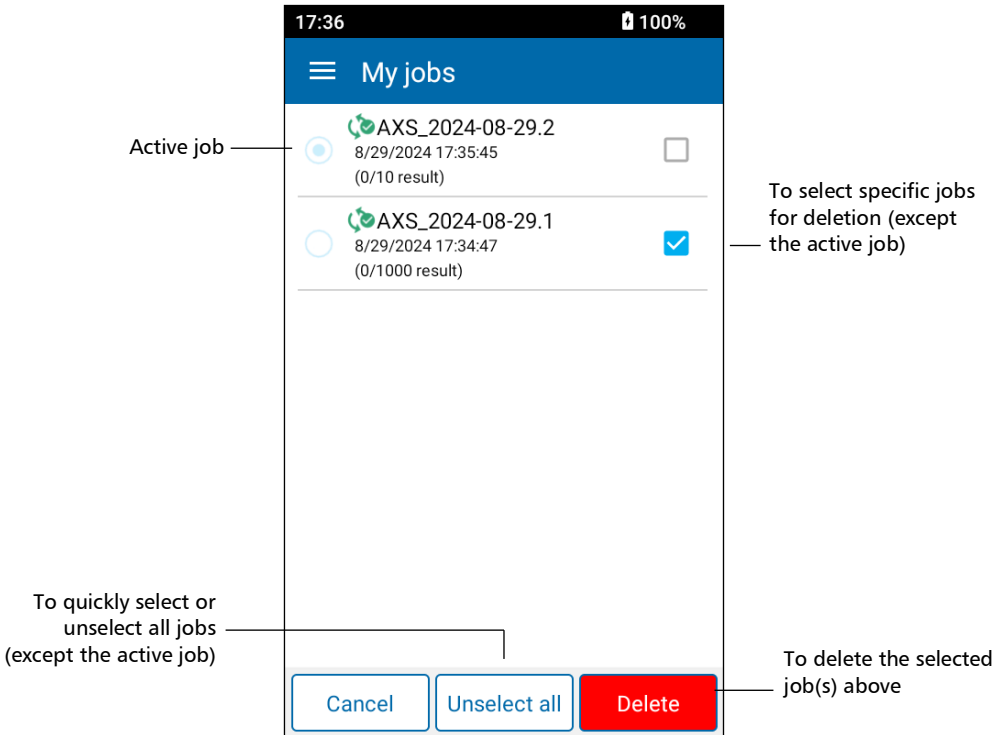 17:36
100%
My jobs
AXS_2024-08-29.2
8/29/2024 17:35:45
(0/10 result)
AXS_2024-08-29.1
8/29/2024 17:34:47
(0/1000 result)
Active job
To select specific jobs
for deletion (except
the active job)
To quickly select or
unselect all jobs
(except the active job)
To delete the selected
job(s) above
Cancel
Unselect all
Delete